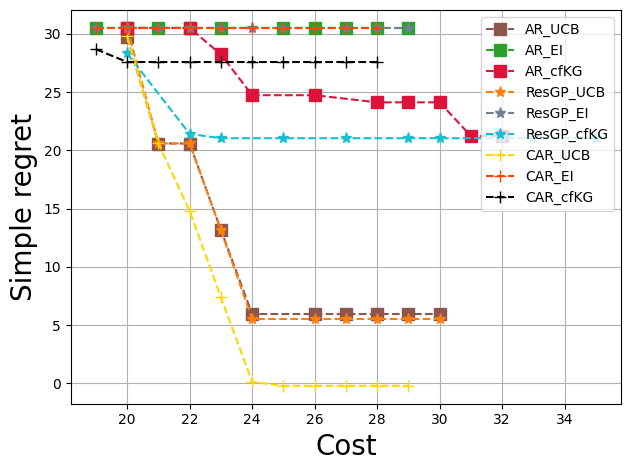 30
25
20
15
10
5
0
Simple regret
20
22
24
26
28
30
32
34
Cost
AR_UCB
AR_EI
AR_cfKG
ResGP_UCB
ResGP_EI
ResGP_cfKG
CAR_UCB
CAR_EI
CAR_cfKG